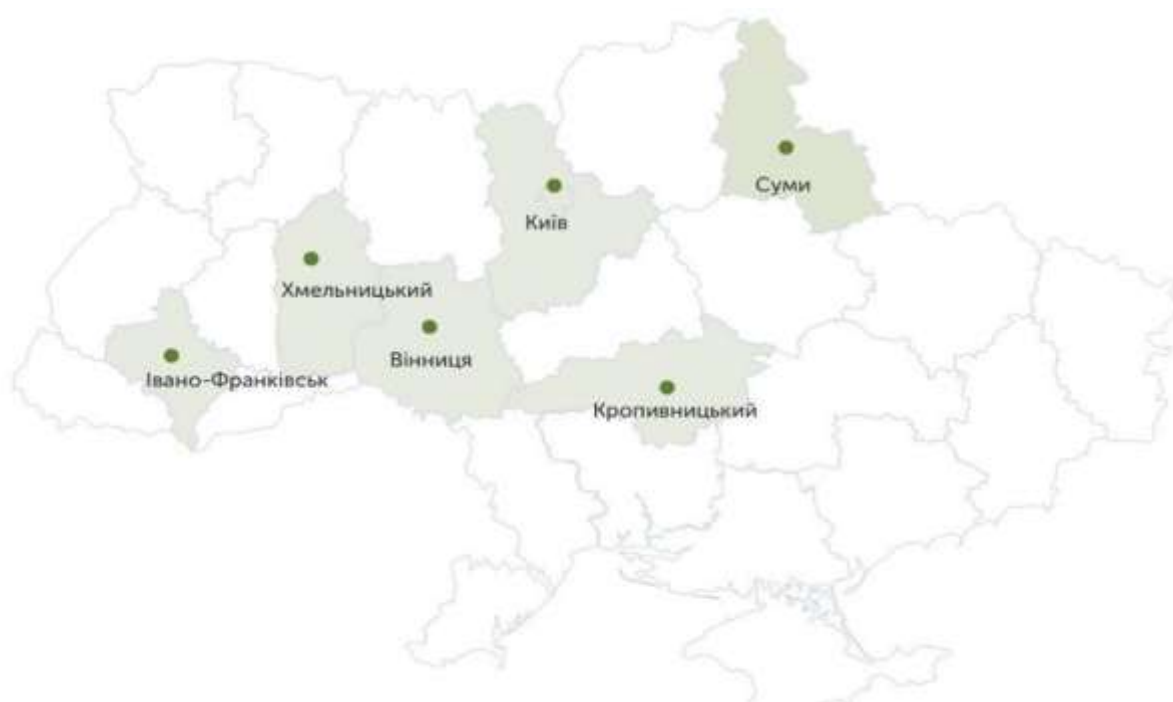 Суми
Київ
Хмельницький
Вінниця
Івано-Франківськ
Кропивницький